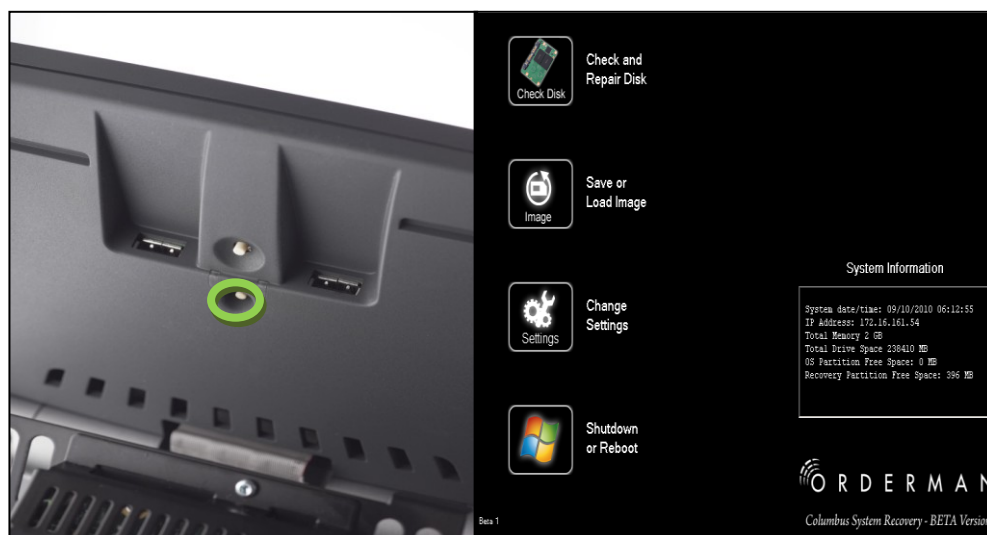 Check Disk
Check and
Repair Disk
Image
Save or
Load Image
Settings
Change
Settings
Shutdown
or Reboot
System Information
System date/time: 09/10/2010 06:12:55
IP Address: 172.16.161.54
Total Memory 2 GB
Total Drive Space 238410 MB
OS Partition Free Space: 0 MB
Recovery Partition Free Space: 396 MB
ORDERMAN
Beta 1
Columbus System Recovery - BETA Version